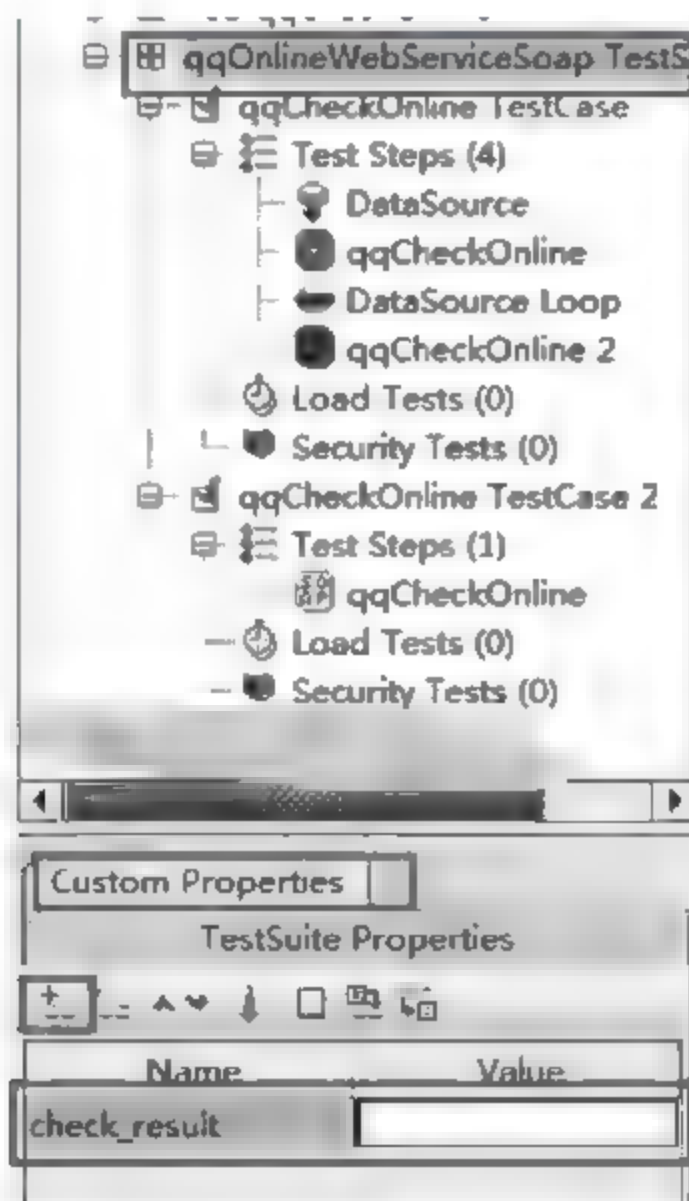 qqOnlineWebServiceSoap TestS
qqCheckOnline TestCase
Test Steps (4)
DataSource
qqCheckOnline
DataSource Loop
qqCheckOnline 2
Load Tests (0)
Security Tests (0)
qqCheckOnline TestCase 2
Test Steps (1)
qqCheckOnline
Load Tests (0)
Security Tests (0)
Custom Properties
TestSuite Properties
Name Value
check_result